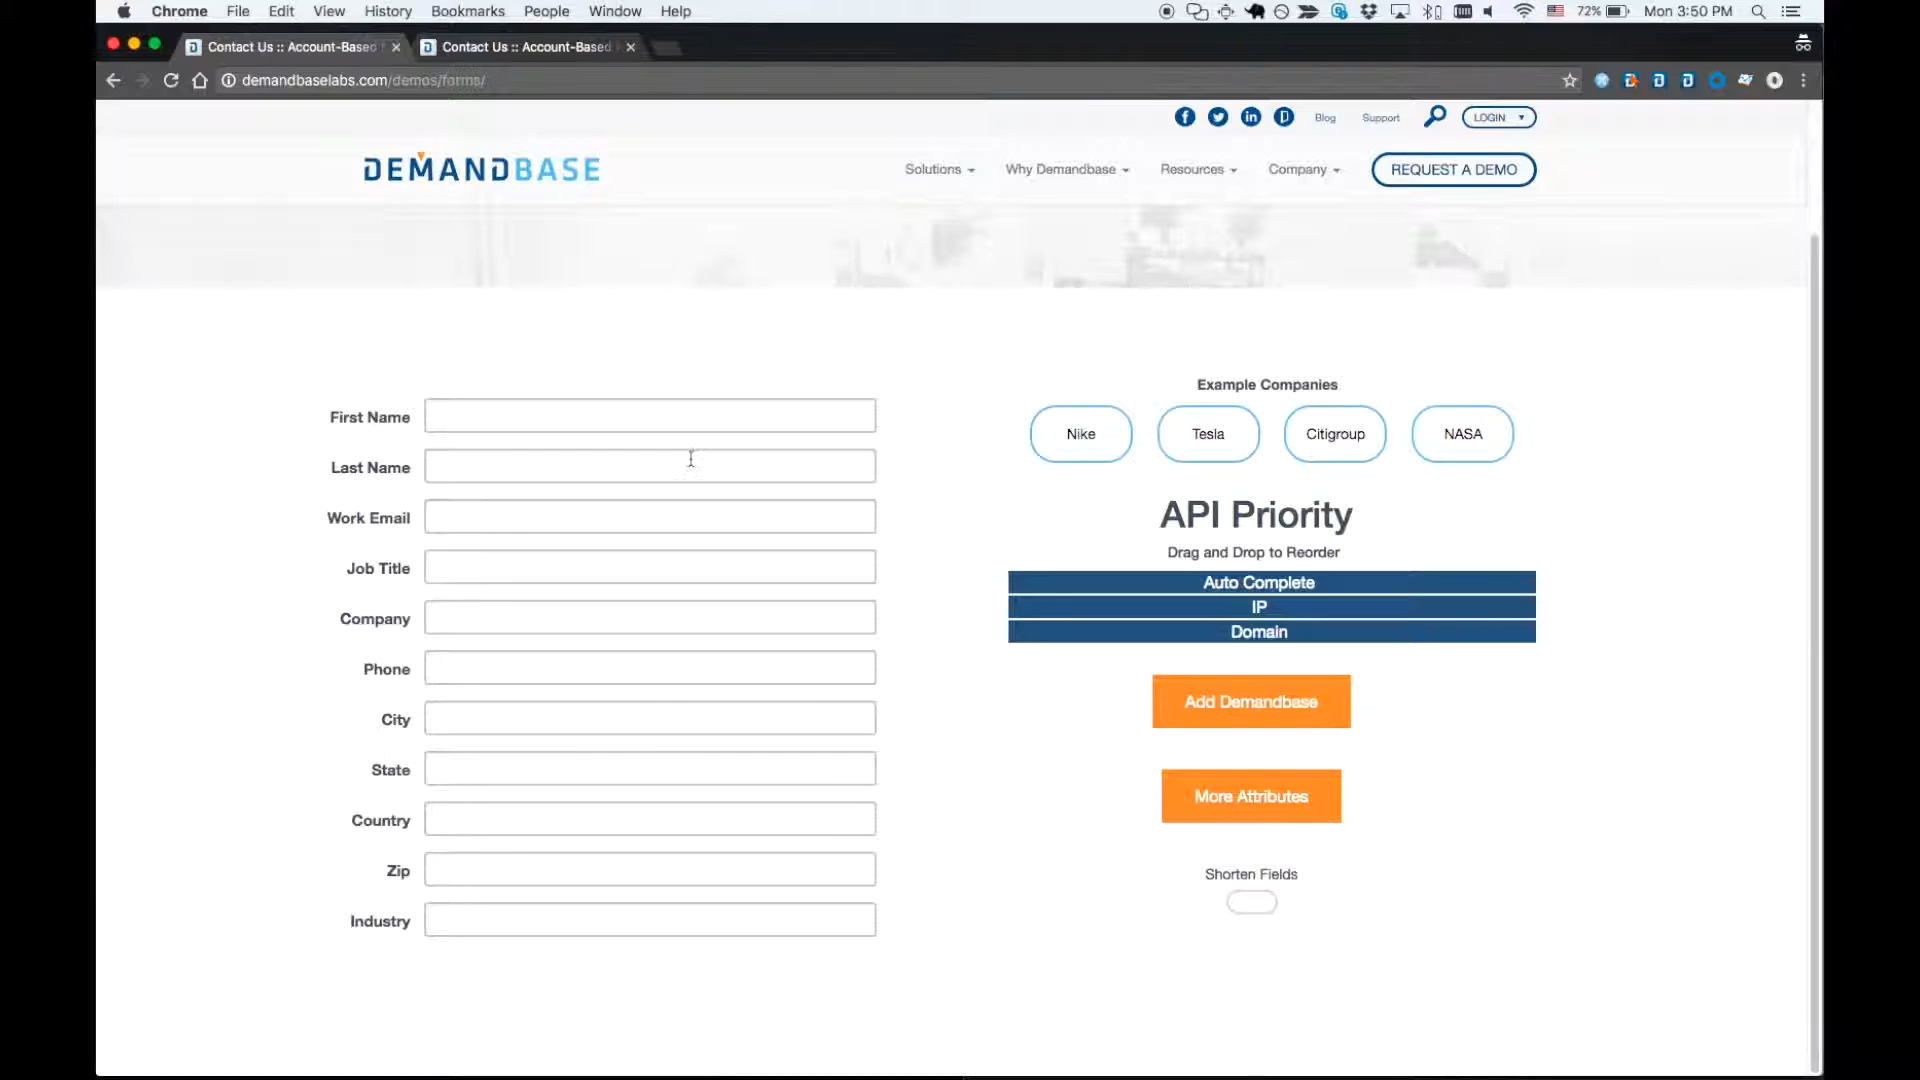 Chrome File Edit View History Bookmarks People Window Help 72% Mon 3:50 PM
Contact Us :: Account-Based Contact Us :: Account-Based
demandbaselabs.com/demos/forms/
Blog Support LOGIN
DEMANDBASE Solutions Why Demandbase Resources Company REQUEST A DEMO
Example Companies
First Name
Nike Tesla Citigroup NASA
Last Name
Work Email
API Priority
Drag and Drop to Reorder
Job Title
Auto Complete
IP
Company
Domain
Phone
Add Demandbase
City
State
More Attributes
Country
Zip
Shorten Fields
Industry